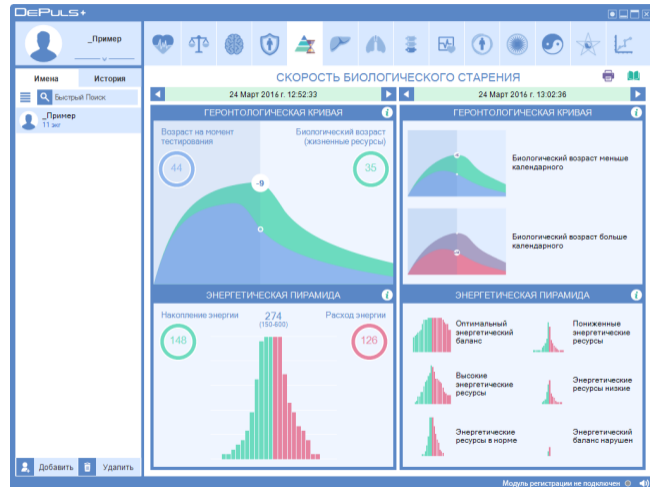 DEPULS+
_Пример
Имена
История
Быстрый Поиск
_Пример
11 экг
Добавить
Удалить
СКОРОСТЬ БИОЛОГИЧЕСКОГО СТАРЕНИЯ
24 Март 2016 г. 12:52:33
24 Март 2016 г. 13:02:36
ГЕРОНТОЛОГИЧЕСКАЯ КРИВАЯ
Возраст на момент
тестирования
44
Биологический возраст
(жизненные ресурсы)
35
-9
ГЕРОНТОЛОГИЧЕСКАЯ КРИВАЯ
Биологический возраст меньше
календарного
Биологический возраст больше
календарного
ЭНЕРГЕТИЧЕСКАЯ ПИРАМИДА
Накопление энергии
148
274
(150-600)
Расход энергии
126
ЭНЕРГЕТИЧЕСКАЯ ПИРАМИДА
Оптимальный
энергетический
баланс
Пониженные
энергетические
ресурсы
Высокие
энергетические
ресурсы
Энергетические
ресурсы низкие
Энергетические
ресурсы в норме
Энергетический
баланс нарушен
Модуль регистрации не подключен